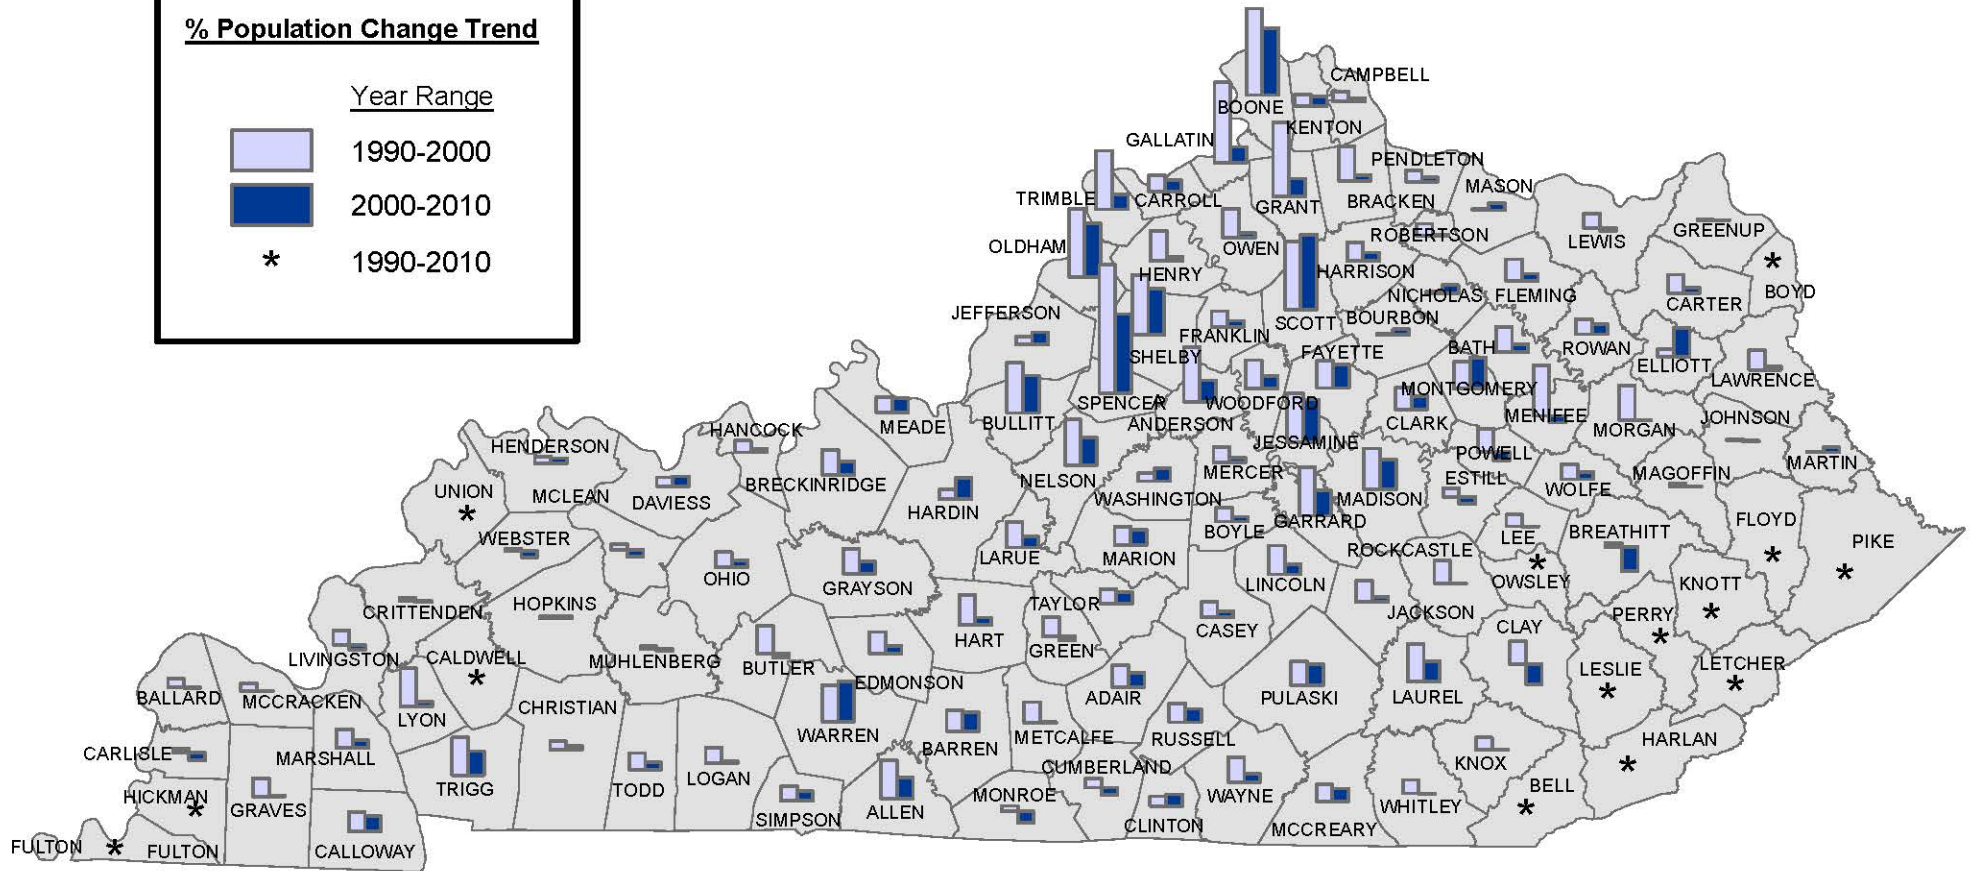 % Population Change Trend
Year Range
1990-2000
2000-2010
* 1990-2010
CAMPBELL
BOONE
KENTON
GALLATIN
PENDLETON
MASON
TRIMBLE
CARROLL
GRANT
BRACKEN
ROBERTSON
LEWIS
GREENUP
OLDHAM
OWEN
HENRY
HARRISON
NICHOLAS
FLEMING
CARTER
BOYD
JEFFERSON
FRANKLIN
SCOTT
BOURBON
SHELBY
FAYETTE
BATH
ROWAN
ELLIOTT
LAWRENCE
SPENCER
WOODFORD
MONTGOMERY
MENIFEE
BULLITT
ANDERSON
CLARK
MORGAN
JOHNSON
MEADE
HANCOCK
HENDERSON
JESSAMINE
POWELL
MARTIN
UNION
MCLEAN
DAVIESS
BRECKINRIDGE
NELSON
MERCER
ESTILL
WOLFE
MAGOFFIN
HARDIN
WASHINGTON
MADISON
GARRARD
BOYLE
LEE
BREATHITT
FLOYD
PIKE
WEBSTER
LARUE
MARION
ROCKCASTLE
OWSLEY
KNOTT
OHIO
GRAYSON
LINCOLN
CRITTENDEN
HOPKINS
TAYLOR
JACKSON
PERRY
HART
CASEY
CLAY
LIVINGSTON
CALDWELL
MUHLENBERG
BUTLER
GREEN
LESLIE
LETCHER
BALLARD
MCCRACKEN
EDMONSON
ADAIR
PULASKI
LAUREL
LYON
CHRISTIAN
WARREN
BARREN
METCALFE
RUSSELL
HARLAN
CARLISLE
MARSHALL
KNOX
CUMBERLAND
TRIGG
TODD
LOGAN
MONROE
WAYNE
BELL
HICKMAN
GRAVES
SIMPSON
ALLEN
CLINTON
MCCREARY
WHITLEY
FULTON
FULTON
CALLOWAY